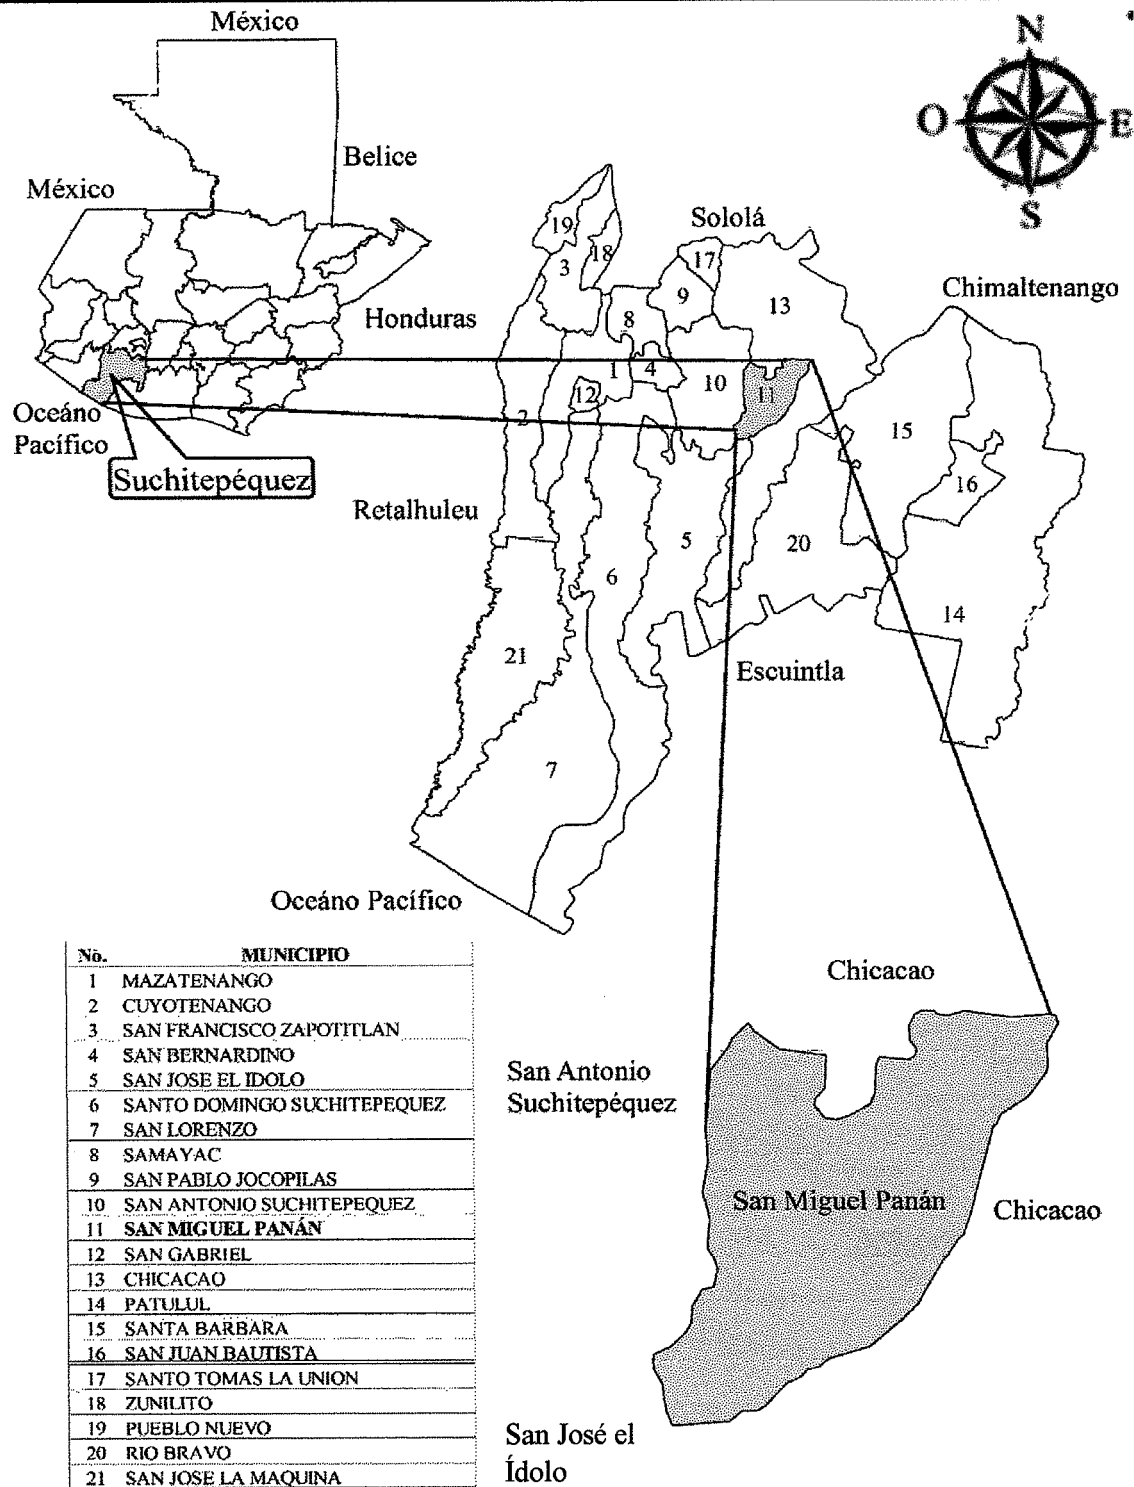 México
N
O
E
S
Belice
México
Sololá
Chimaltenango
Honduras
19
18
3
17
9
13
8
1
4
10
11
12
2
15
16
Oceáno
Pacífico
Suchitepéquez
Retalhuleu
5
20
6
14
21
Escuintla
7
Oceáno Pacífico
No. MUNICIPIO
1 MAZATENANGO
2 CUYOTENANGO
3 SAN FRANCISCO ZAPOTITLAN
4 SAN BERNARDINO
5 SAN JOSE EL IDOLO
6 SANTO DOMINGO SUCHITEPEQUEZ
7 SAN LORENZO
8 SAMAYAC
9 SAN PABLO JOCOPILAS
10 SAN ANTONIO SUCHITEPEQUEZ
11 SAN MIGUEL PANÁN
12 SAN GABRIEL
13 CHICACAO
14 PATULUL
15 SANTA BARBARA
16 SAN JUAN BAUTISTA
17 SANTO TOMAS LA UNION
18 ZUNILITO
19 PUEBLO NUEVO
20 RIO BRAVO
21 SAN JOSE LA MAQUINA
Chicacao
San Antonio
Suchitepéquez
San Miguel Panán
Chicacao
San José el
Ídolo